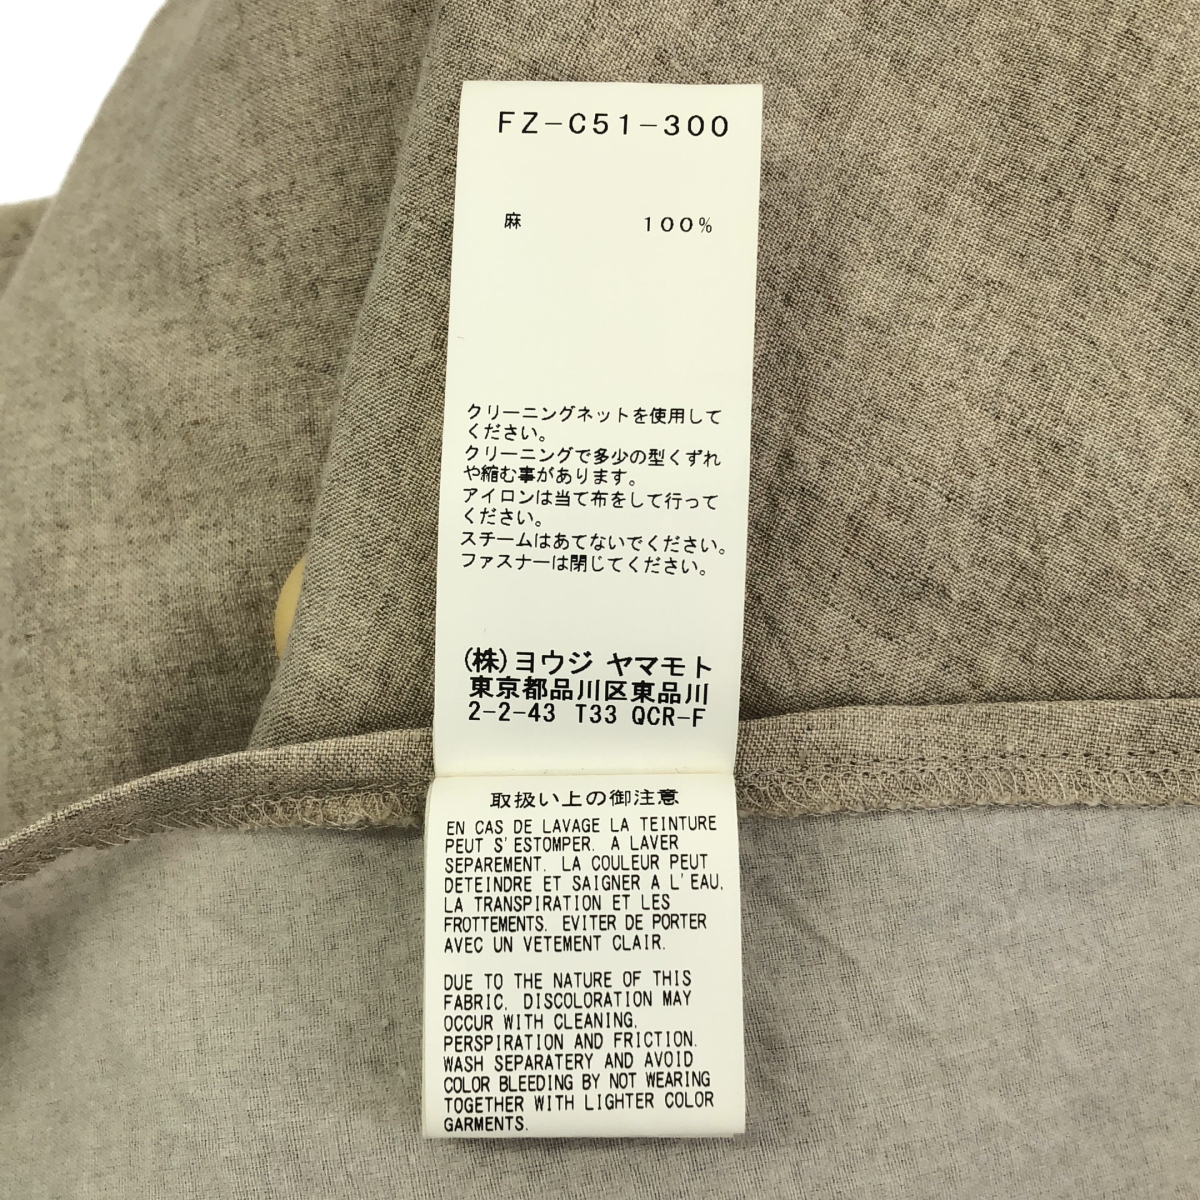 FZ-C51-300
麻 100%
クリーニングネットを使用して
ください。
クリーニングで多少の型くずれ
や縮む事があります。
アイロンは当て布をして行って
ください。
スチームはあてないでください。
ファスナーは閉じてください。
(株)ヨウジ ヤマモト
東京都品川区東品川
2-2-43 T33 QCR-F
取扱い上の御注意
EN CAS DE LAVAGE LA TEINTURE
PEUT S'ESTOMPER. A LAVER
SEPAREMENT. LA COULEUR PEUT
DETEINDRE ET SAIGNER A L'EAU,
LA TRANSPIRATION ET LES
FROTTEMENTS. EVITER DE PORTER
AVEC UN VETEMENT CLAIR.
DUE TO THE NATURE OF THIS
FABRIC, DISCOLORATION MAY
OCCUR WITH CLEANING,
PERSPIRATION AND FRICTION.
WASH SEPARATERY AND AVOID
COLOR BLEEDING BY NOT WEARING
TOGETHER WITH LIGHTER COLOR
GARMENTS.